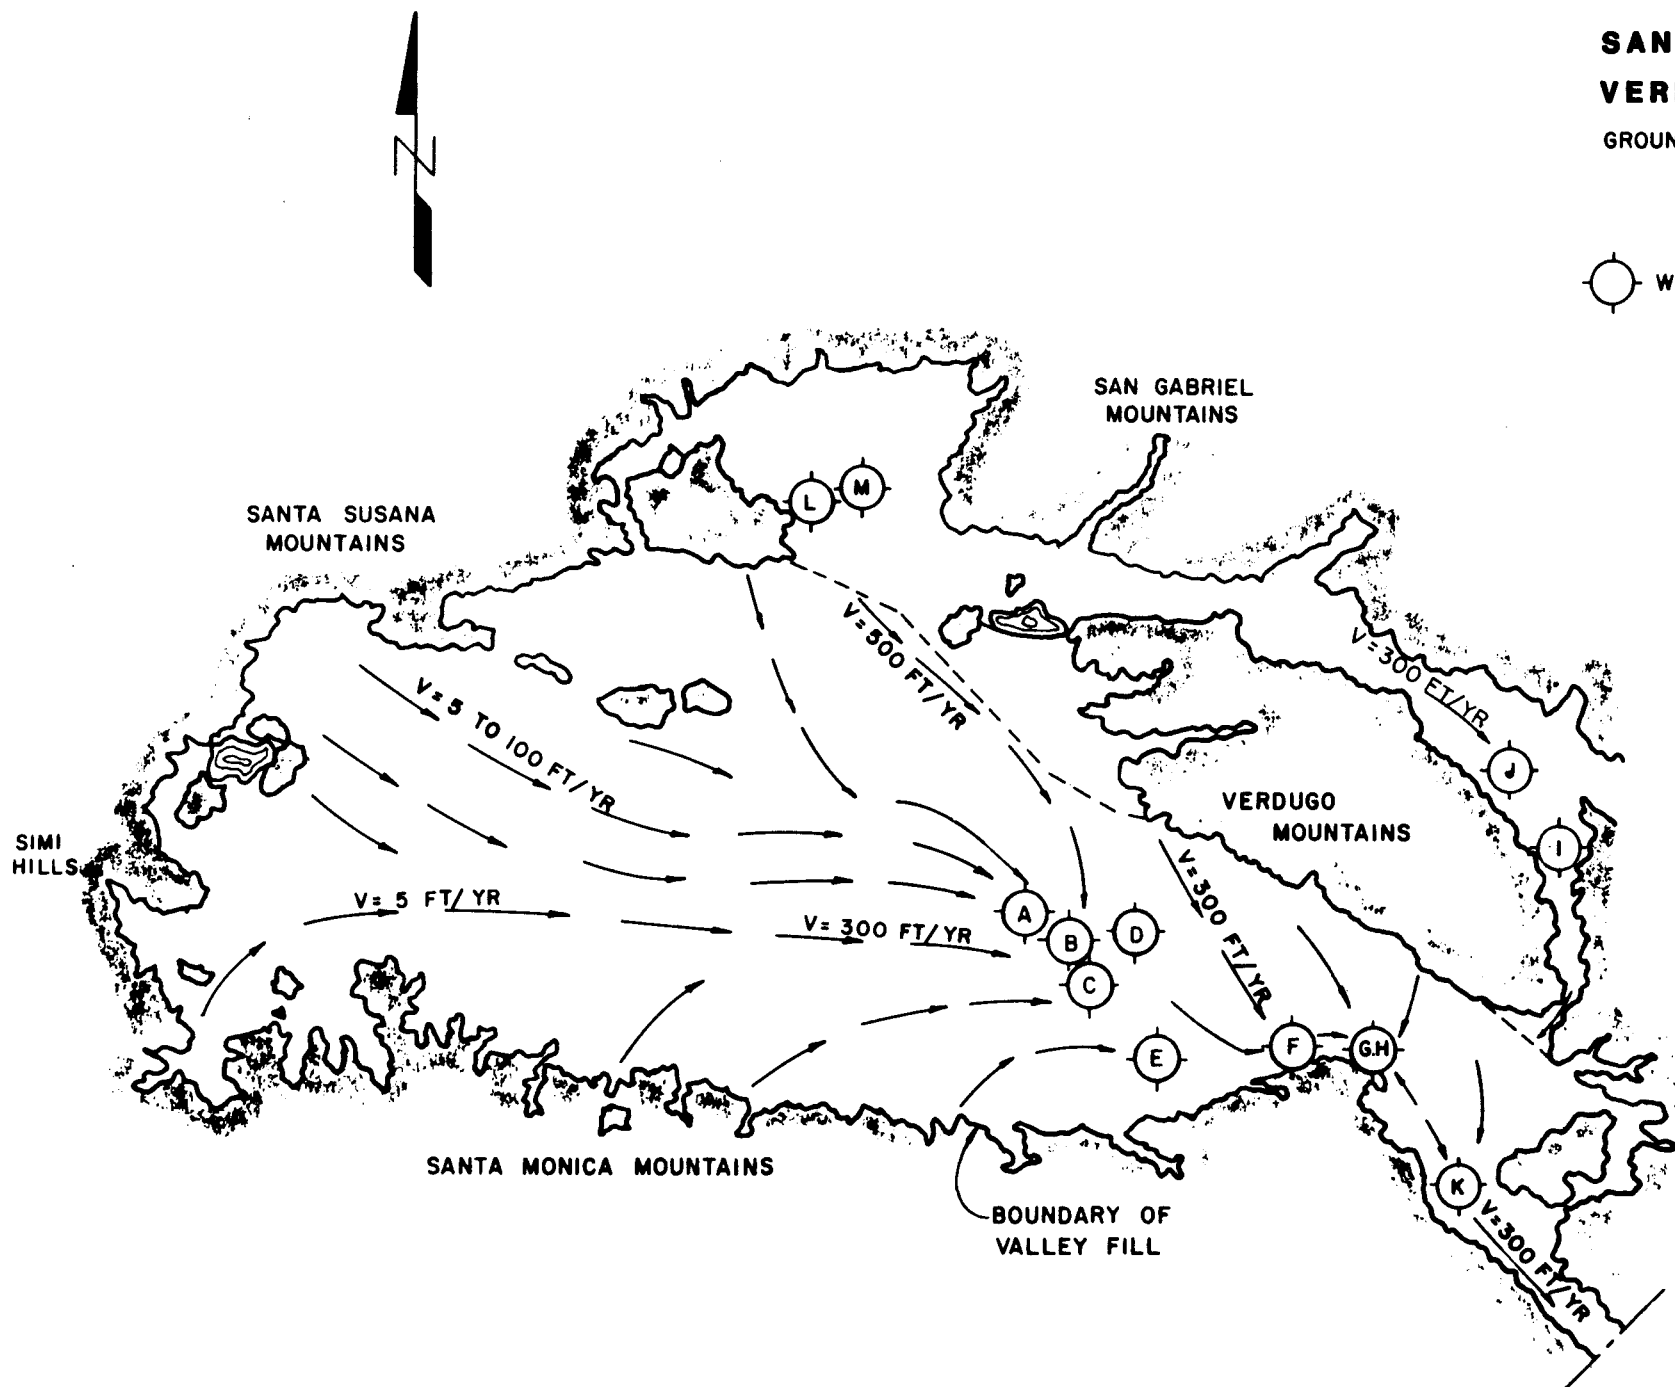 SAN
VER
GROUN
N
W
SAN GABRIEL
MOUNTAINS
L
M
SANTA SUSANA
MOUNTAINS
V=500 FT/YR
V=300 FT/YR
V=5 TO 100 FT/YR
J
VERDUGO
MOUNTAINS
SIMI
HILLS
I
V=300 FT/YR
V=5 FT/YR
A
V=300 FT/YR
B
D
C
F
G.H
E
SANTA MONICA MOUNTAINS
K
BOUNDARY OF
VALLEY FILL
V=300 FT/YR